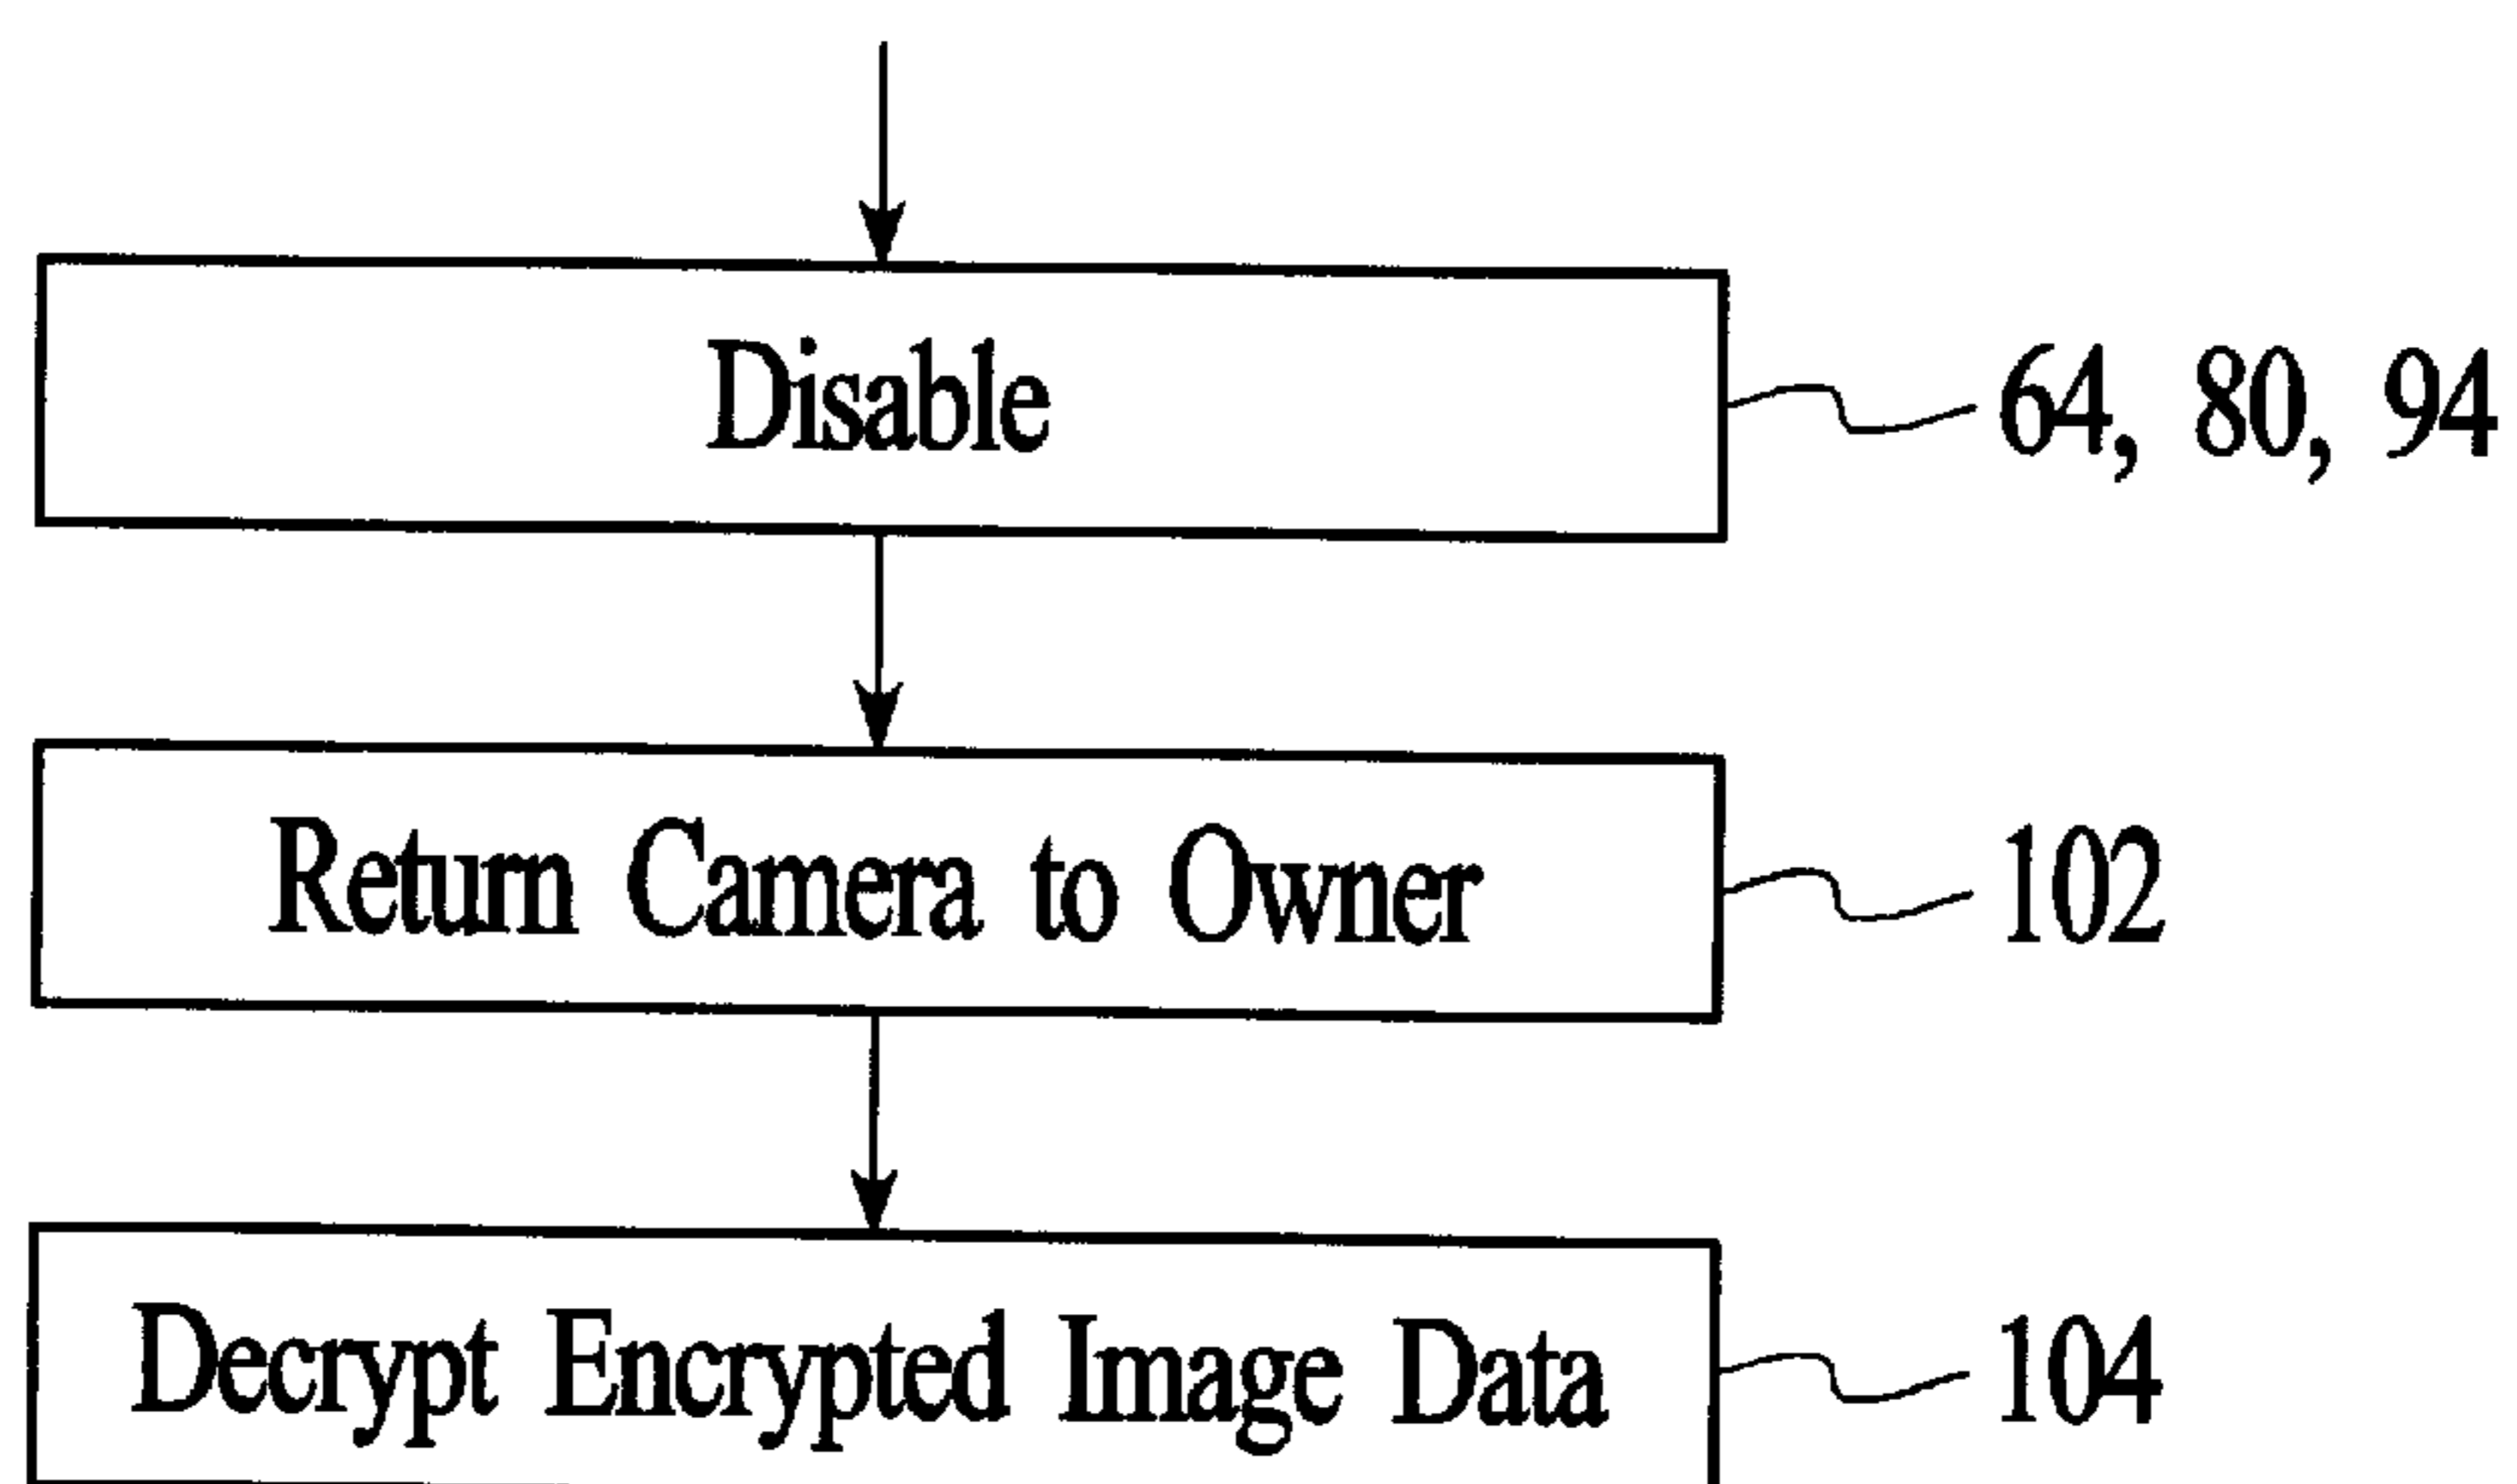 Disable 64, 80, 94
Return Camera to Owner 102
Decrypt Encrypted Image Data 104